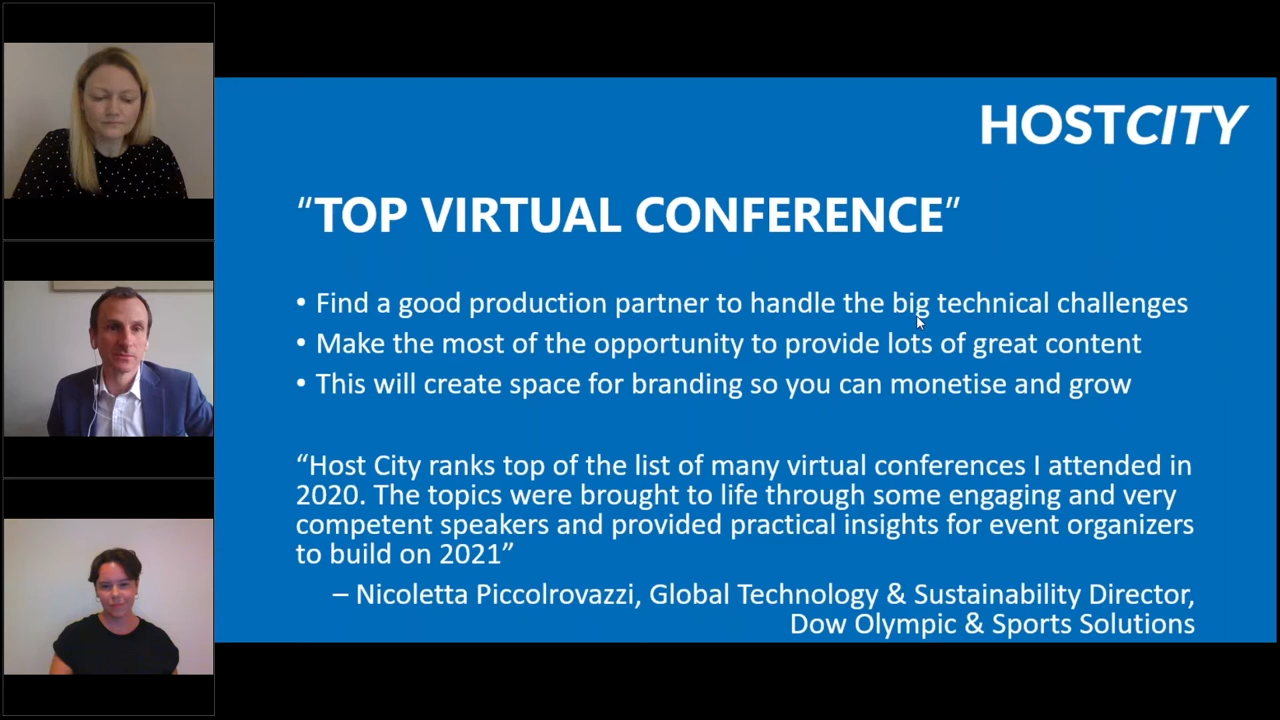 HOSTCITY
"TOP VIRTUAL CONFERENCE"
• Find a good production partner to handle the big technical challenges
• Make the most of the opportunity to provide lots of great content
• This will create space for branding so you can monetise and grow
“Host City ranks top of the list of many virtual conferences I attended in
2020. The topics were brought to life through some engaging and very
competent speakers and provided practical insights for event organizers
to build on 2021”
– Nicoletta Piccolrovazzi, Global Technology & Sustainability Director,
Dow Olympic & Sports Solutions